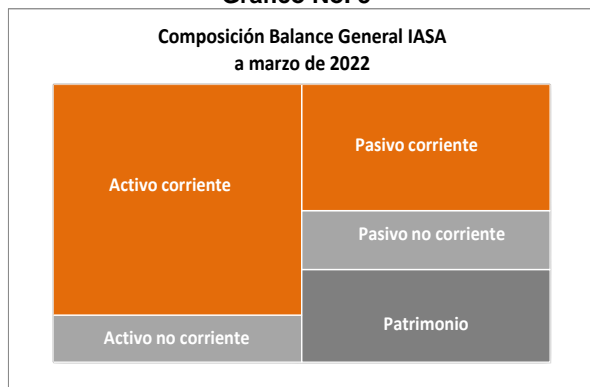 Composición Balance General IASA
a marzo de 2022
Activo corriente
Pasivo corriente
Pasivo no corriente
Activo no corriente
Patrimonio